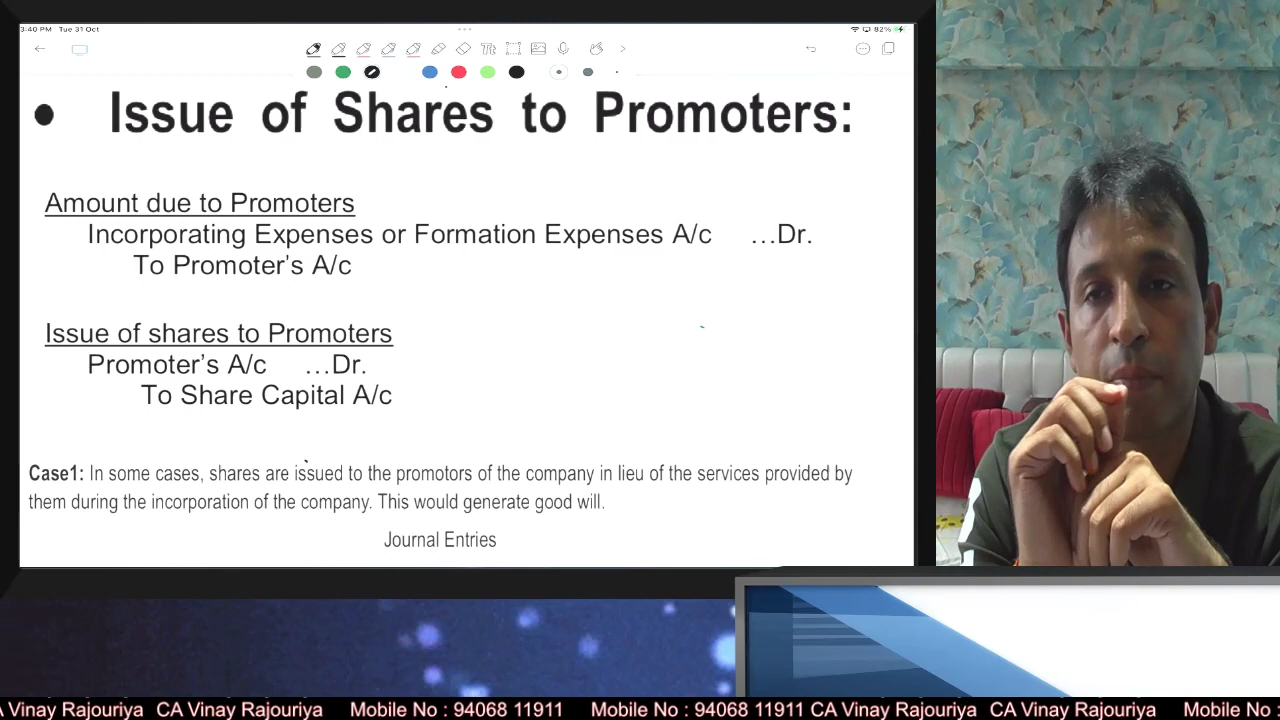 3:40 PM Tue 31 Oct
82%
Tt
• Issue of Shares to Promoters:
Amount due to Promoters
Incorporating Expenses or Formation Expenses A/c …Dr.
To Promoter's A/c
Issue of shares to Promoters
Promoter's A/c …Dr.
To Share Capital A/c
Case1: In some cases, shares are issued to the promotors of the company in lieu of the services provided by
them during the incorporation of the company. This would generate good will.
Journal Entries
A Vinay Rajouriya CA Vinay Rajouriya Mobile No : 94068 11911 Mobile No : 94068 11911 CA Vinay Rajouriya CA Vinay Rajouriya Mobile No :